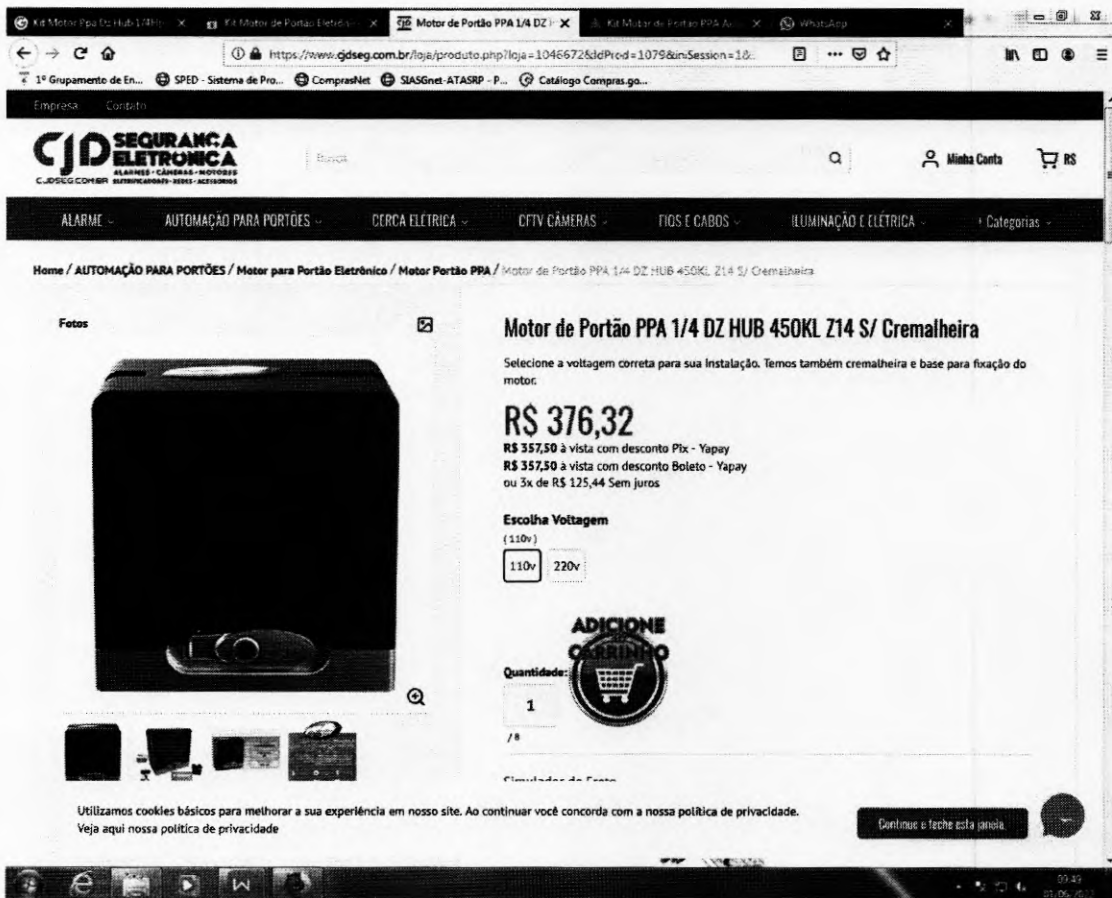 Kit Motor Ppa Dz Hub 1/4Hp
Kit Motor de Portão Eletrô
Motor de Portão PPA 1/4 DZ H
Kit Motor de Portão PPA
WhatsApp
https://www.cjdseg.com.br/loja/produto.php?loja=1046672&IdProd=1079&iniSession=1&
1º Grupamento de En...
SPED - Sistema de Pro...
ComprasNet
SIASGnet-ATASRP - P...
Catálogo Compras.go...
Empresa
Contato
CJD SEGURANÇA ELETRÔNICA
ALARMES - CÂMERAS - MOTORES
CJDSEG.COM.BR
Busca
Minha Conta
R$
ALARME
AUTOMAÇÃO PARA PORTÕES
CERCA ELÉTRICA
CFTV CÂMERAS
FIOS E CABOS
ILUMINAÇÃO E ELÉTRICA
+ Categorias
Home / AUTOMAÇÃO PARA PORTÕES / Motor para Portão Eletrônico / Motor Portão PPA / Motor de Portão PPA 1/4 DZ HUB 450KL Z14 S/ Cremalheira
Fotos
Motor de Portão PPA 1/4 DZ HUB 450KL Z14 S/ Cremalheira
Selecione a voltagem correta para sua Instalação. Temos também cremalheira e base para fixação do
motor.
R$ 376,32
R$ 357,50 à vista com desconto Pix - Yapay
R$ 357,50 à vista com desconto Boleto - Yapay
ou 3x de R$ 125,44 Sem juros
Escolha Voltagem
(110v)
110v
220v
ADICIONE
CARRINHO
Quantidade:
1
/8
Simulador de Frete
Utilizamos cookies básicos para melhorar a sua experiência em nosso site. Ao continuar você concorda com a nossa política de privacidade.
Veja aqui nossa política de privacidade
Continue e feche esta janela.
09:49